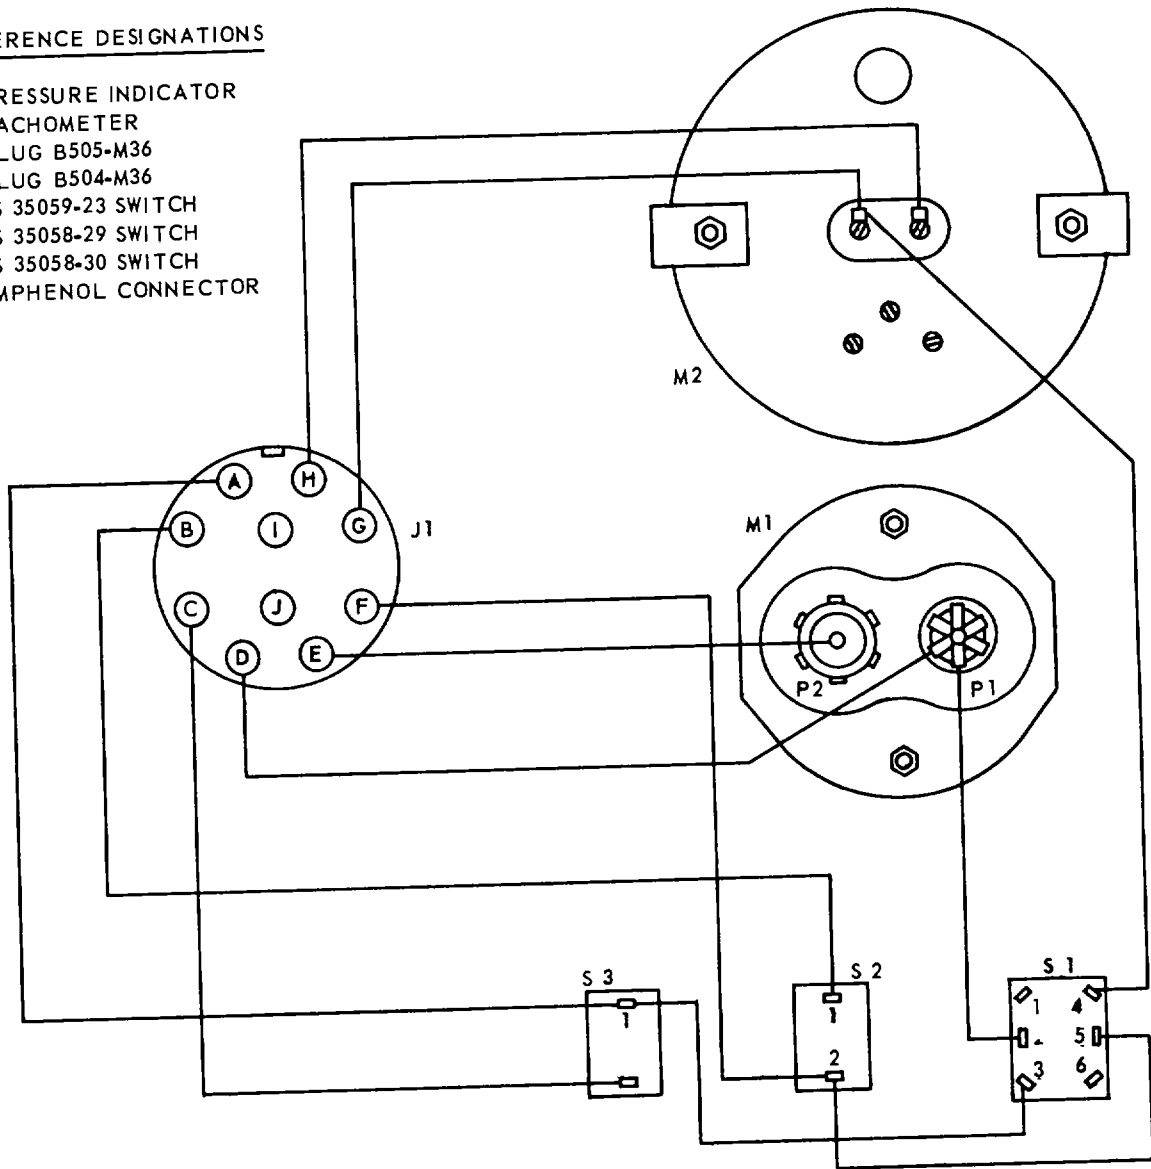 ERENCE DESIGNATIONS
RESSURE INDICATOR
ACHOMETER
LUG B505-M36
LUG B504-M36
S 35059-23 SWITCH
S 35058-29 SWITCH
S 35058-30 SWITCH
MPHENOL CONNECTOR
M2
A
H
B
I
G
J1
M1
C
J
F
D
E
P2
P1
S 3
S 2
S 1
1
1
2
1
4
5
3
6